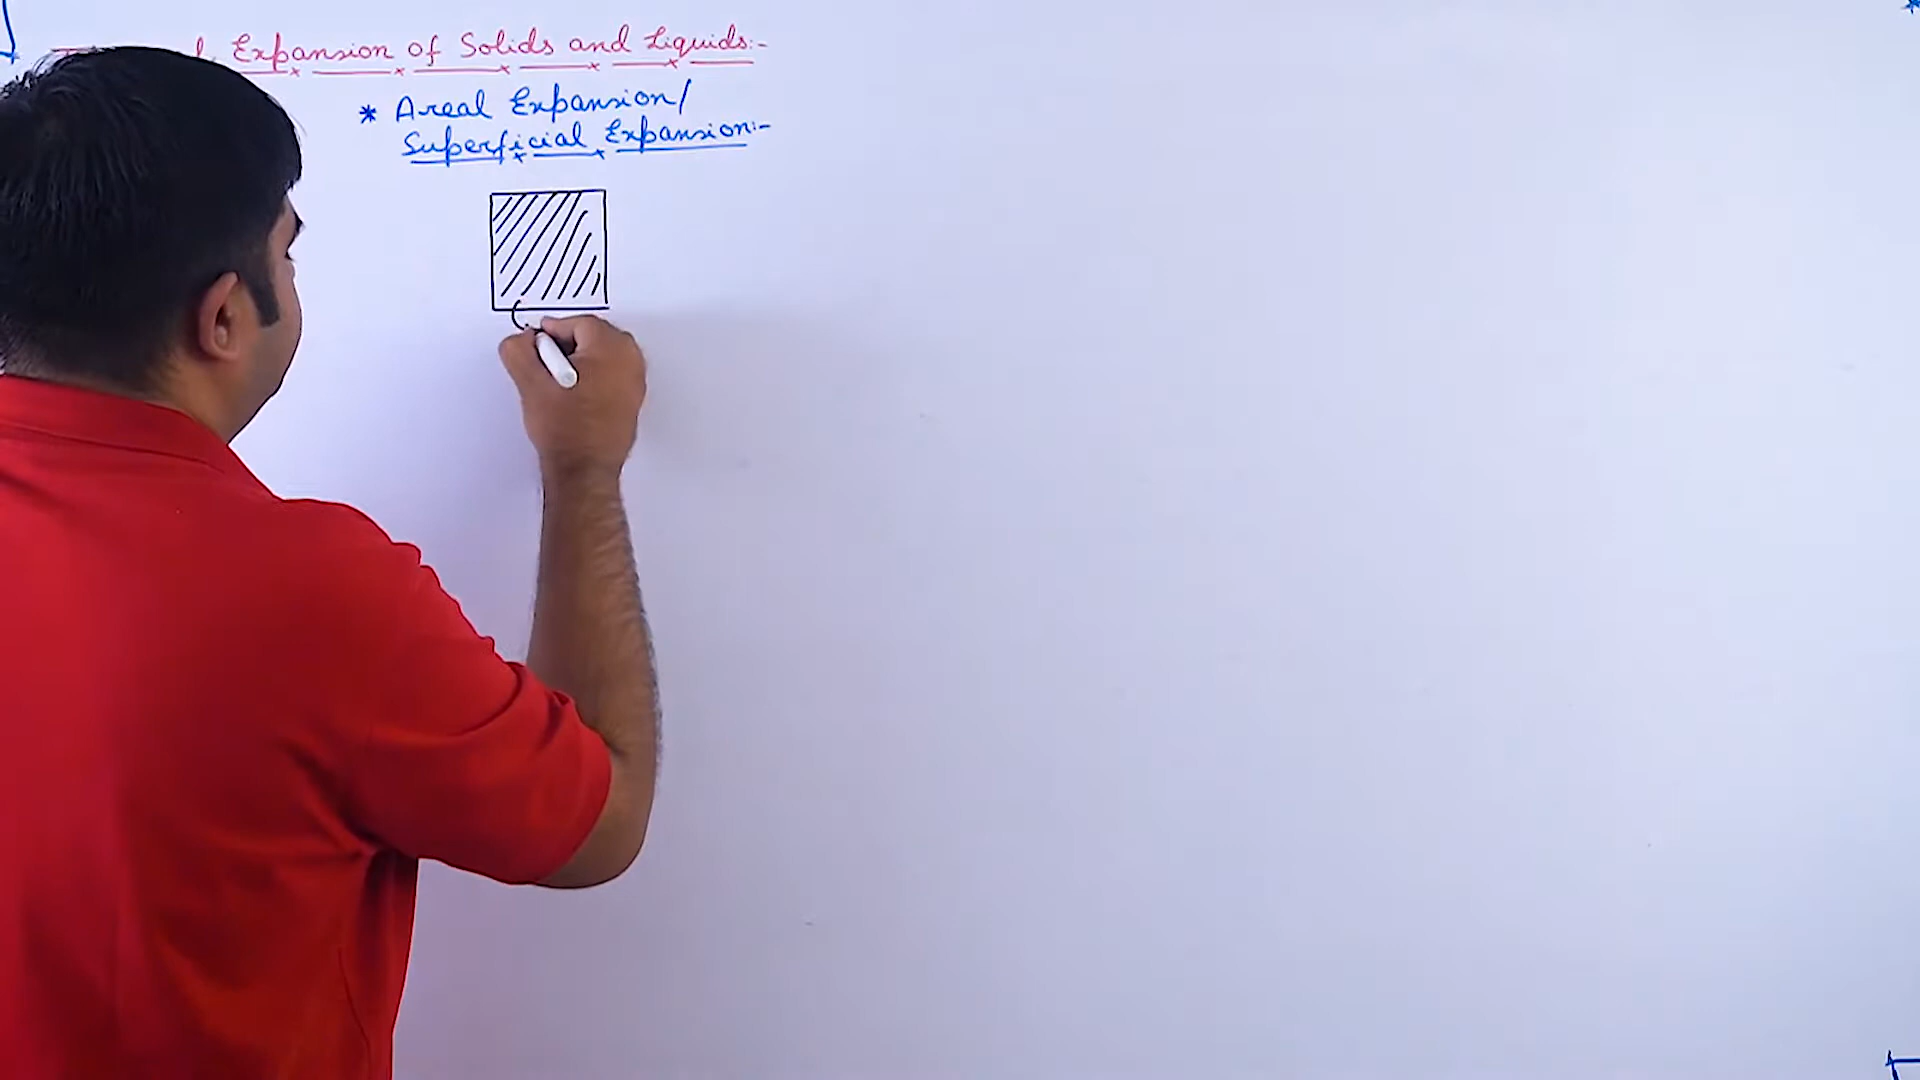 Expansion of Solids and Liquids:-
* Areal Expansion/
Superficial Expansion:-